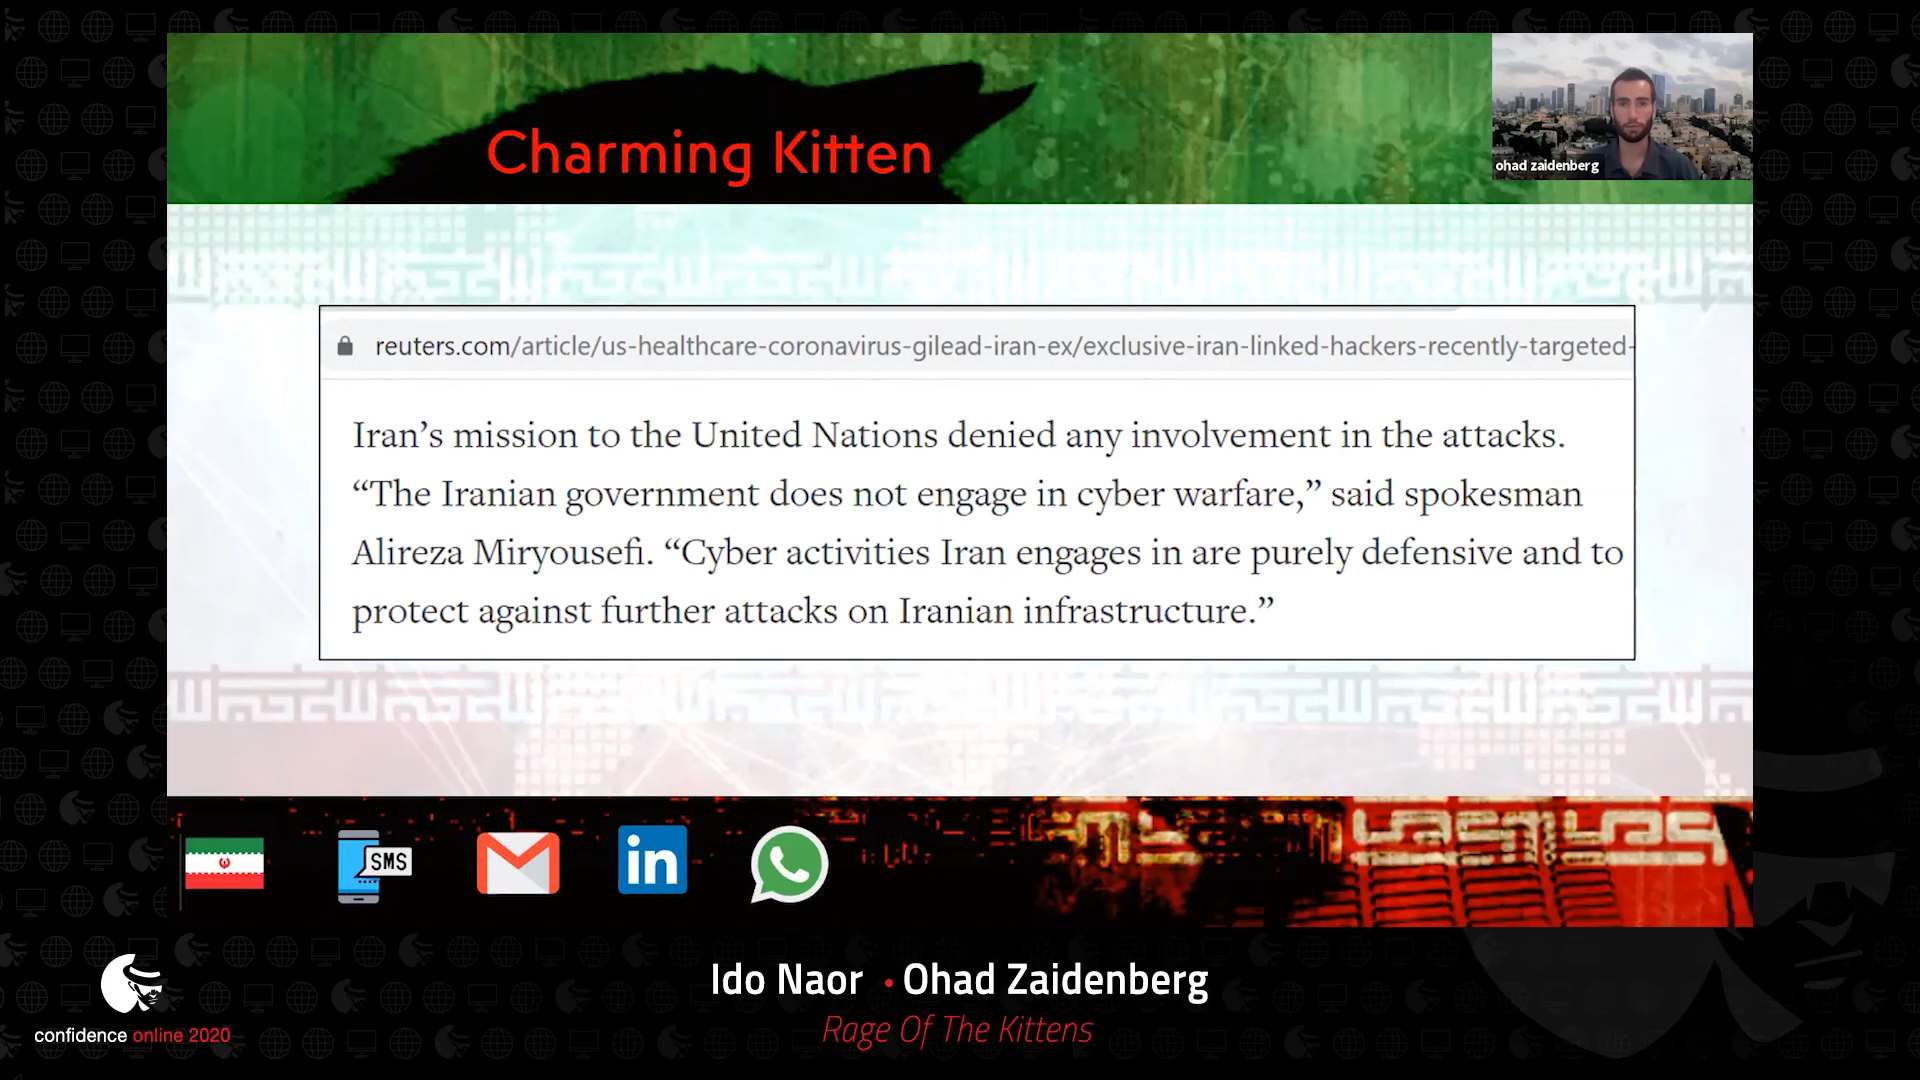 Charming Kitten
ohad zaidenberg
reuters.com/article/us-healthcare-coronavirus-gilead-iran-ex/exclusive-iran-linked-hackers-recently-targeted-
Iran’s mission to the United Nations denied any involvement in the attacks.
“The Iranian government does not engage in cyber warfare,” said spokesman
Alireza Miryousefi. “Cyber activities Iran engages in are purely defensive and to
protect against further attacks on Iranian infrastructure.”
SMS
in
Ido Naor • Ohad Zaidenberg
Rage Of The Kittens
confidence online 2020